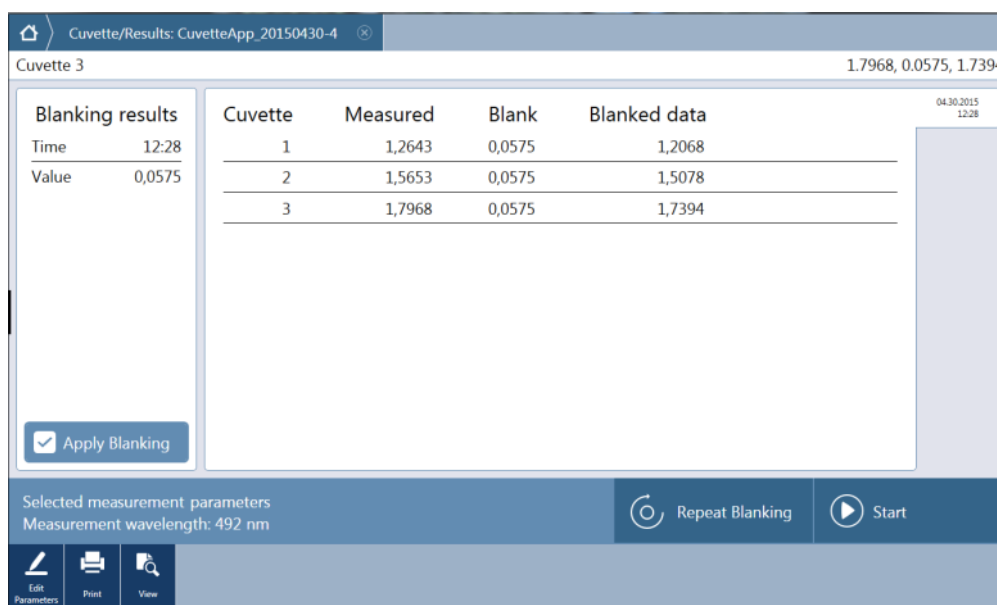 Cuvette/Results: CuvetteApp_20150430-4
Cuvette 3 1.7968, 0.0575, 1.7394
Blanking results
Time 12:28
Value 0,0575
Apply Blanking
Cuvette Measured Blank Blanked data
1 1,2643 0,0575 1,2068
2 1,5653 0,0575 1,5078
3 1,7968 0,0575 1,7394
04.30.2015
12:28
Selected measurement parameters
Measurement wavelength: 492 nm
Repeat Blanking
Start
Edit
Parameters
Print
View